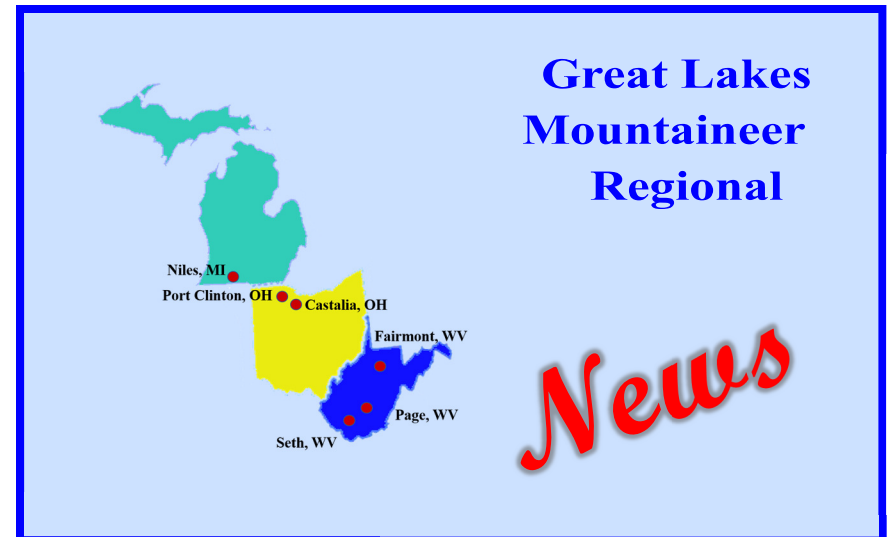 Great Lakes
Mountaineer
Regional
Niles, MI
Port Clinton, OH
Castalia, OH
Fairmont, WV
Page, WV
Seth, WV
News